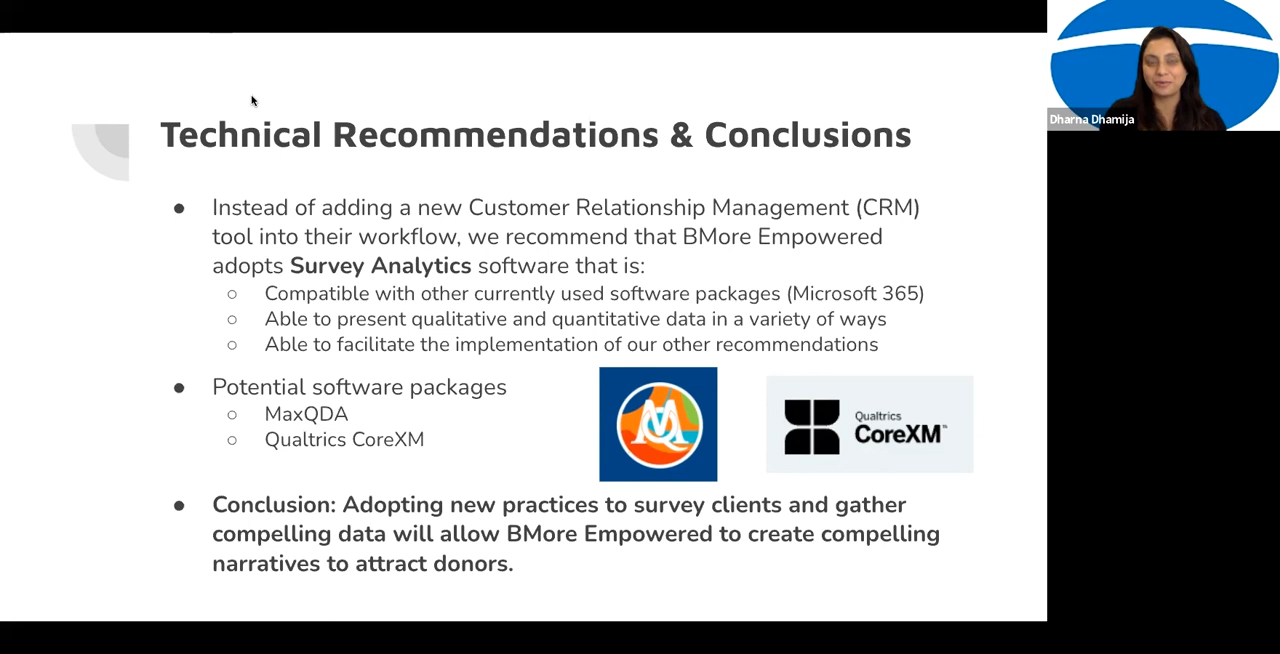 Technical Recommendations & Conclusions
● Instead of adding a new Customer Relationship Management (CRM)
tool into their workflow, we recommend that BMore Empowered
adopts Survey Analytics software that is:
○ Compatible with other currently used software packages (Microsoft 365)
○ Able to present qualitative and quantitative data in a variety of ways
○ Able to facilitate the implementation of our other recommendations
● Potential software packages
○ MaxQDA
○ Qualtrics CoreXM
Qualtrics
CoreXM™
● Conclusion: Adopting new practices to survey clients and gather
compelling data will allow BMore Empowered to create compelling
narratives to attract donors.
Dharna Dhamija